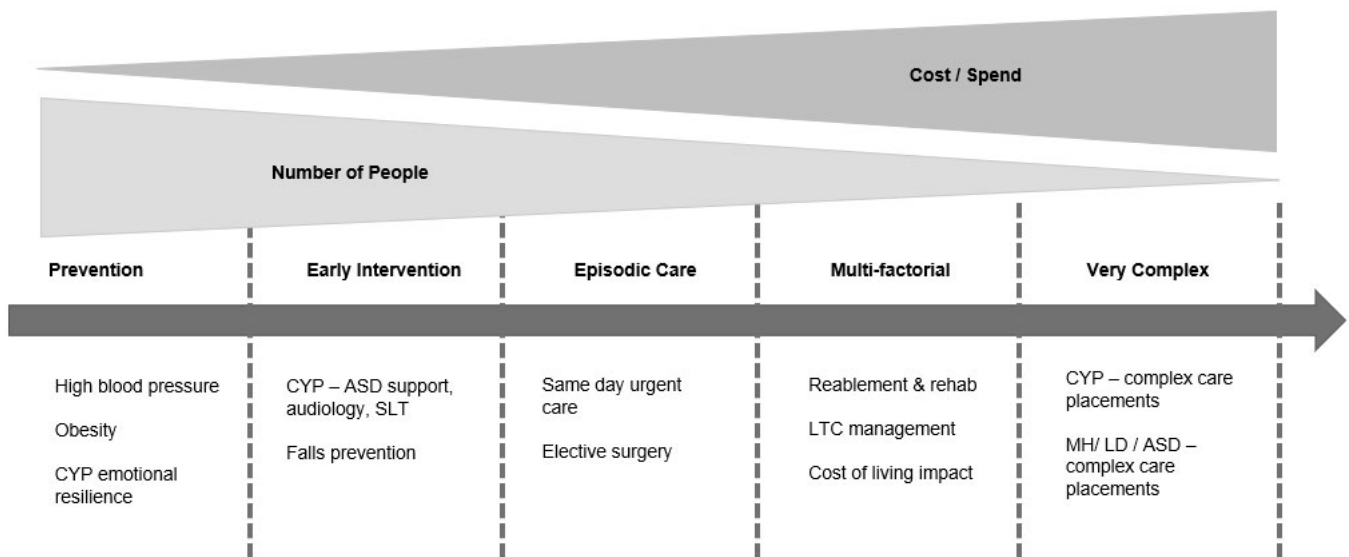 Cost / Spend
Number of People
Prevention
Early Intervention
Episodic Care
Multi-factorial
Very Complex
High blood pressure
Obesity
CYP emotional
resilience
CYP – ASD support,
audiology, SLT
Falls prevention
Same day urgent
care
Elective surgery
Reablement & rehab
LTC management
Cost of living impact
CYP – complex care
placements
MH/ LD / ASD –
complex care
placements